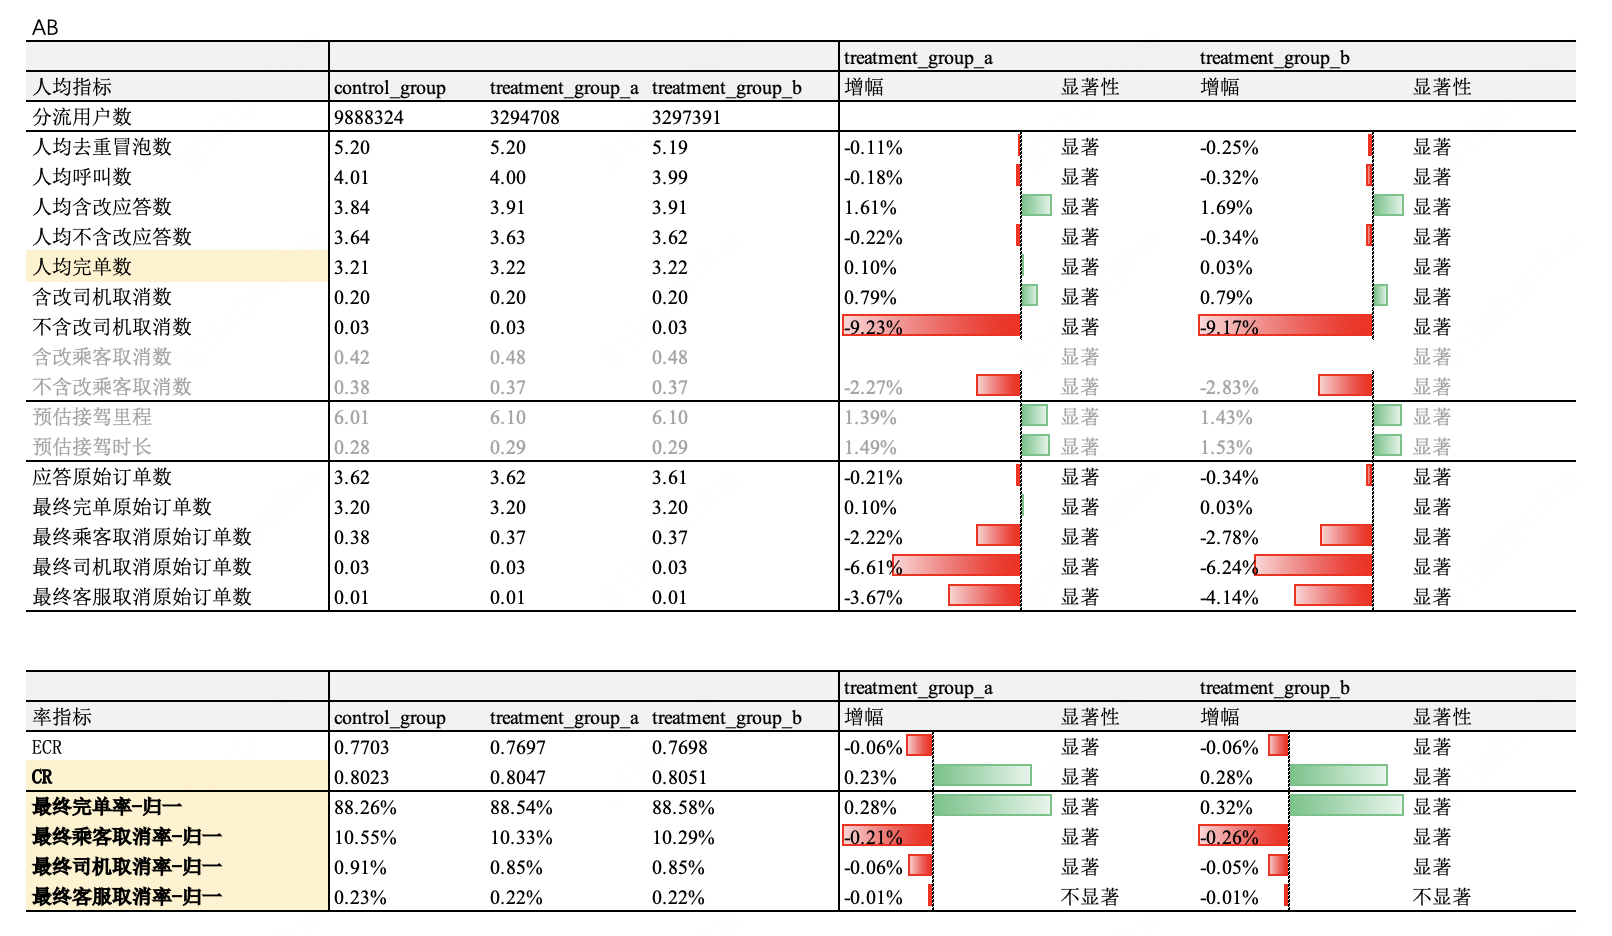 AB
treatment_group_a treatment_group_b
人均指标 control_group treatment_group_a treatment_group_b 增幅 显著性 增幅 显著性
分流用户数 9888324 3294708 3297391
人均去重冒泡数 5.20 5.20 5.19 -0.11% 显著 -0.25% 显著
人均呼叫数 4.01 4.00 3.99 -0.18% 显著 -0.32% 显著
人均含改应答数 3.84 3.91 3.91 1.61% 显著 1.69% 显著
人均不含改应答数 3.64 3.63 3.62 -0.22% 显著 -0.34% 显著
人均完单数 3.21 3.22 3.22 0.10% 显著 0.03% 显著
含改司机取消数 0.20 0.20 0.20 0.79% 显著 0.79% 显著
不含改司机取消数 0.03 0.03 0.03 -9.23% 显著 -9.17% 显著
含改乘客取消数 0.42 0.48 0.48 显著 显著
不含改乘客取消数 0.38 0.37 0.37 -2.27% 显著 -2.83% 显著
预估接驾里程 6.01 6.10 6.10 1.39% 显著 1.43% 显著
预估接驾时长 0.28 0.29 0.29 1.49% 显著 1.53% 显著
应答原始订单数 3.62 3.62 3.61 -0.21% 显著 -0.34% 显著
最终完单原始订单数 3.20 3.20 3.20 0.10% 显著 0.03% 显著
最终乘客取消原始订单数 0.38 0.37 0.37 -2.22% 显著 -2.78% 显著
最终司机取消原始订单数 0.03 0.03 0.03 -6.61% 显著 -6.24% 显著
最终客服取消原始订单数 0.01 0.01 0.01 -3.67% 显著 -4.14% 显著
treatment_group_a treatment_group_b
率指标 control_group treatment_group_a treatment_group_b 增幅 显著性 增幅 显著性
ECR 0.7703 0.7697 0.7698 -0.06% 显著 -0.06% 显著
CR 0.8023 0.8047 0.8051 0.23% 显著 0.28% 显著
最终完单率-归一 88.26% 88.54% 88.58% 0.28% 显著 0.32% 显著
最终乘客取消率-归一 10.55% 10.33% 10.29% -0.21% 显著 -0.26% 显著
最终司机取消率-归一 0.91% 0.85% 0.85% -0.06% 显著 -0.05% 显著
最终客服取消率-归一 0.23% 0.22% 0.22% -0.01% 不显著 -0.01% 不显著